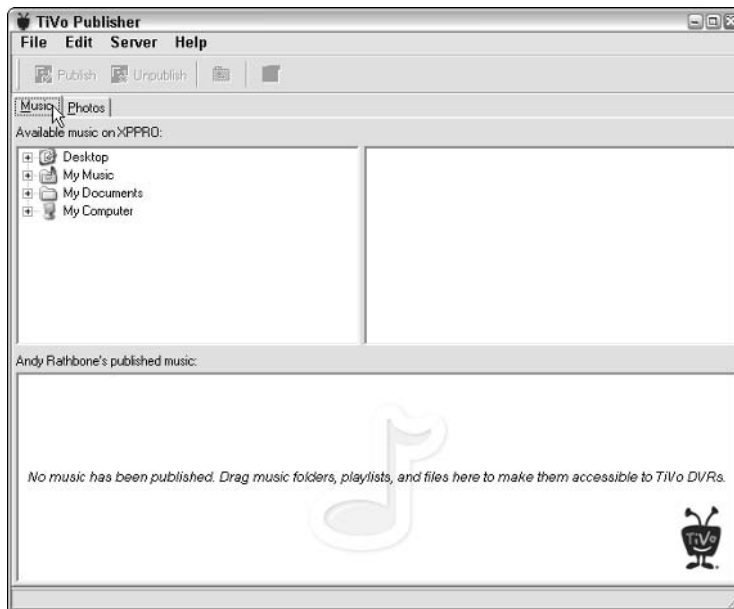 TiVo Publisher
File Edit Server Help
Publish Unpublish
Music Photos
Available music on XPPRO:
Desktop
My Music
My Documents
My Computer
Andy Rathbone's published music:
No music has been published. Drag music folders, playlists, and files here to make them accessible to TiVo DVRs.
TiVo